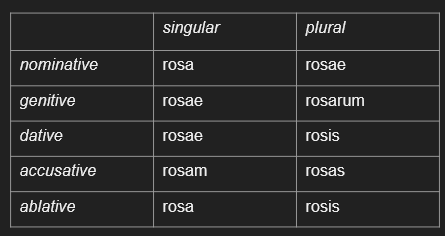 singular plural
nominative rosa rosae
genitive rosae rosarum
dative rosae rosis
accusative rosam rosas
ablative rosa rosis